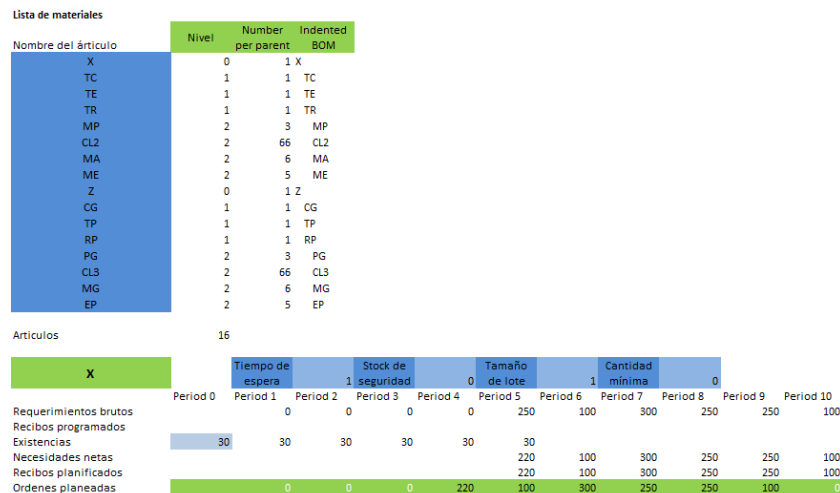 Lista de materiales
Nombre del árticulo Nivel Number per parent Indented BOM
X 0 1 X
TC 1 1 TC
TE 1 1 TE
TR 1 1 TR
MP 2 3 MP
CL2 2 66 CL2
MA 2 6 MA
ME 2 5 ME
Z 0 1 Z
CG 1 1 CG
TP 1 1 TP
RP 1 1 RP
PG 2 3 PG
CL3 2 66 CL3
MG 2 6 MG
EP 2 5 EP
Articulos 16
X Tiempo de espera 1 Stock de seguridad 0 Tamaño de lote 1 Cantidad mínima 0
Period 0 Period 1 Period 2 Period 3 Period 4 Period 5 Period 6 Period 7 Period 8 Period 9 Period 10
Requerimientos brutos 0 0 0 0 250 100 300 250 250 100
Recibos programados
Existencias 30 30 30 30 30 30
Necesidades netas 220 100 300 250 250 100
Recibos planificados 220 100 300 250 250 100
Ordenes planeadas 0 0 0 220 100 300 250 250 100 0